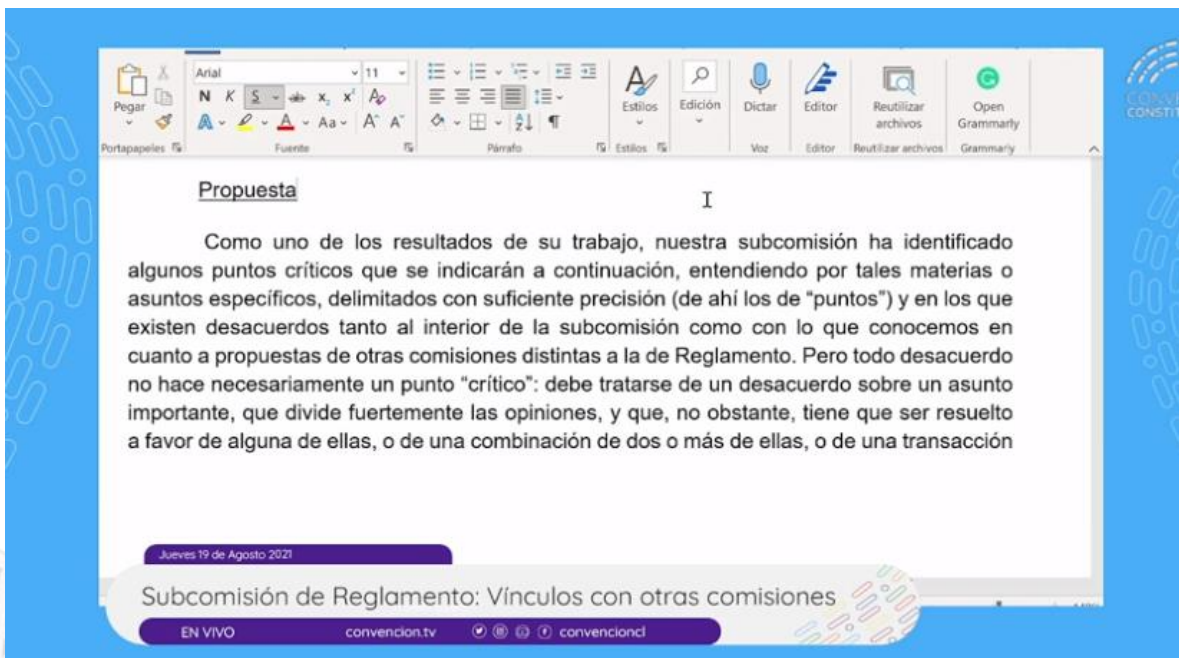 Arial
11
Pegar
N K S ab x₂ x² A
A A Aa A A
Estilos
Edición
Dictar
Editor
Reutilizar
archivos
Open
Grammarly
Portapapeles
Fuente
Párrafo
Estilos
Voz
Editor
Reutilizar archivos
Grammarly
Propuesta
Como uno de los resultados de su trabajo, nuestra subcomisión ha identificado
algunos puntos críticos que se indicarán a continuación, entendiendo por tales materias o
asuntos específicos, delimitados con suficiente precisión (de ahí los de “puntos”) y en los que
existen desacuerdos tanto al interior de la subcomisión como con lo que conocemos en
cuanto a propuestas de otras comisiones distintas a la de Reglamento. Pero todo desacuerdo
no hace necesariamente un punto “crítico”: debe tratarse de un desacuerdo sobre un asunto
importante, que divide fuertemente las opiniones, y que, no obstante, tiene que ser resuelto
a favor de alguna de ellas, o de una combinación de dos o más de ellas, o de una transacción
Jueves 19 de Agosto 2021
Subcomisión de Reglamento: Vínculos con otras comisiones
EN VIVO
convencion.tv
convencioncl